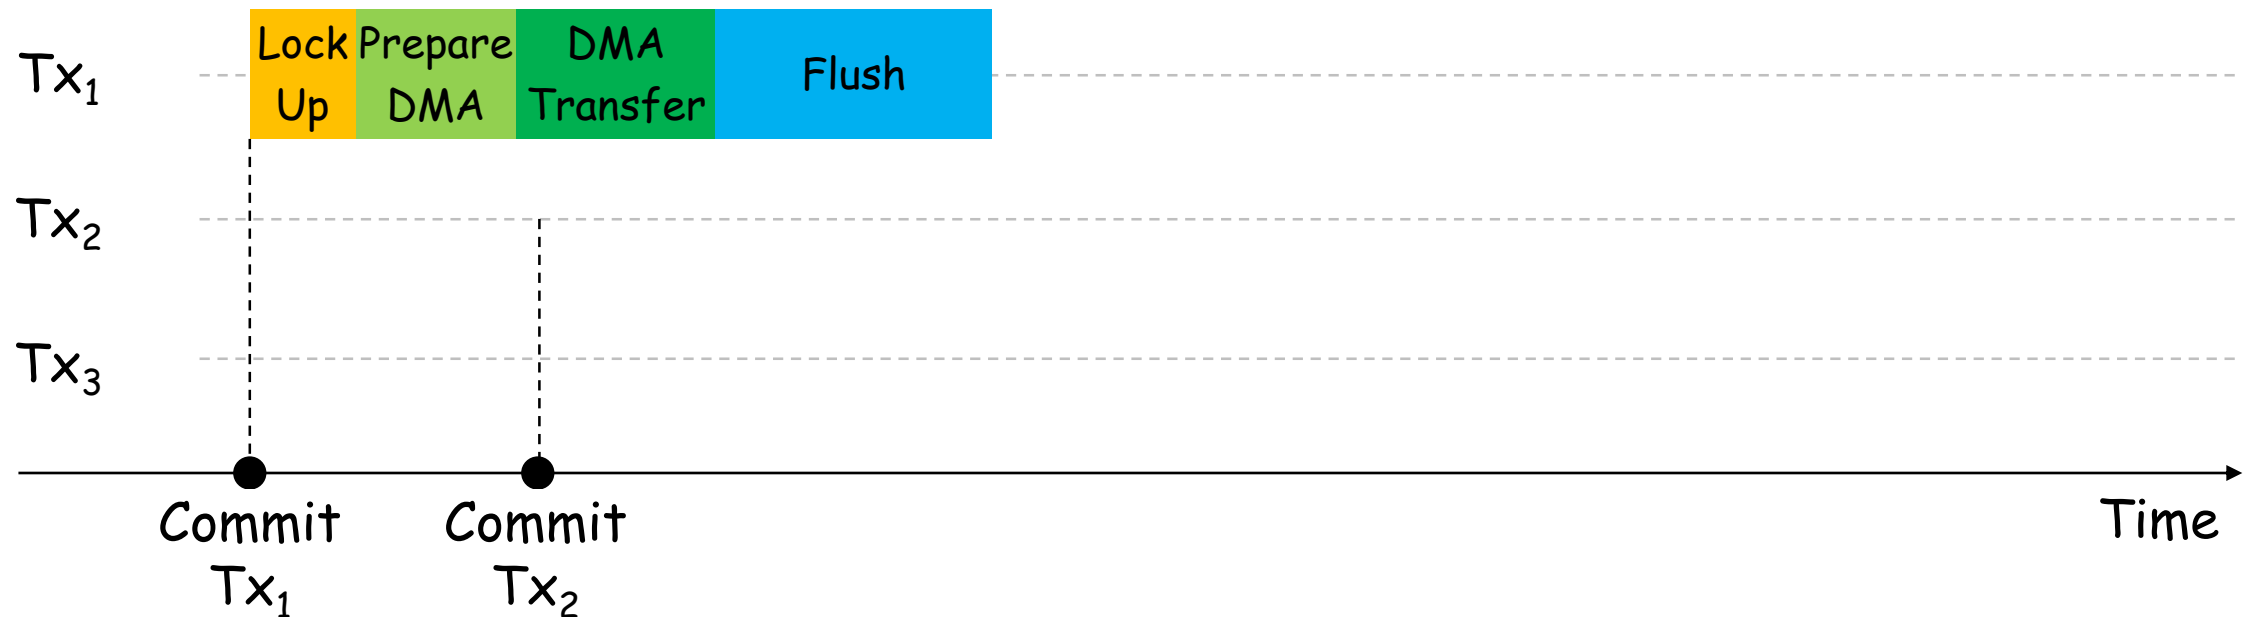 Tx1
Lock Up
Prepare DMA
DMA Transfer
Flush
Tx2
Tx3
Commit Tx1
Commit Tx2
Time